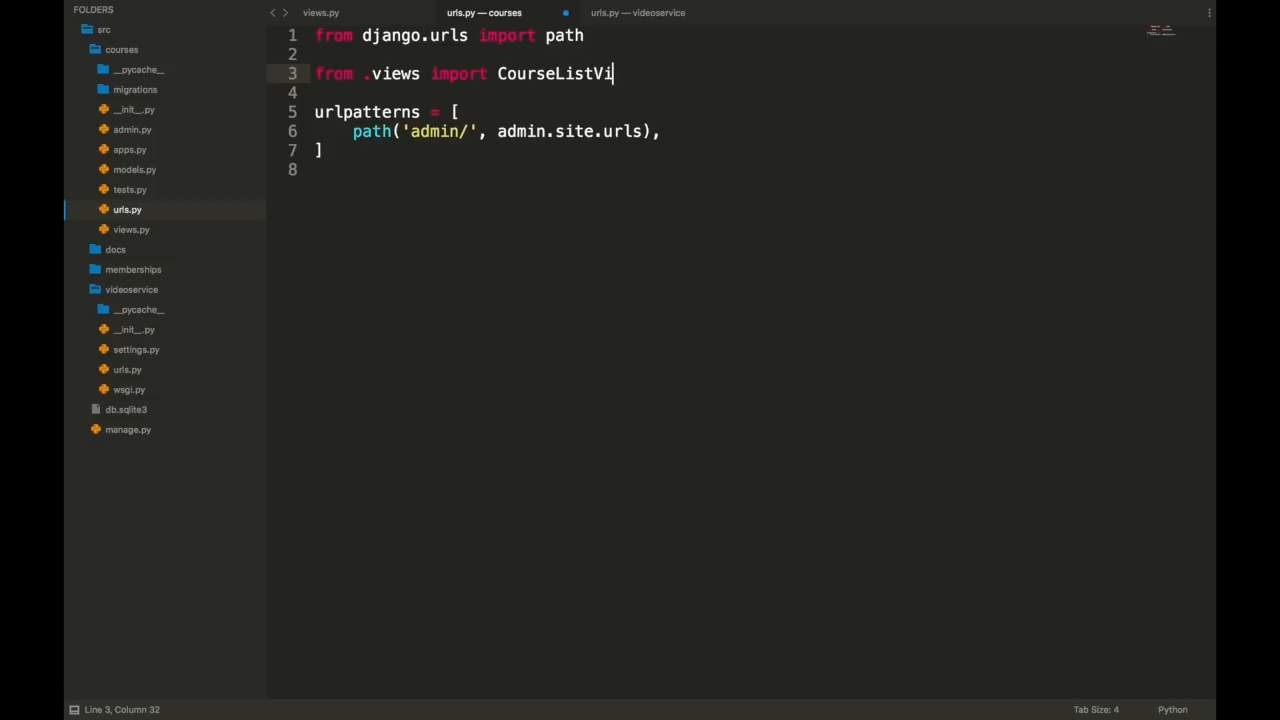 FOLDERS
src
courses
__pycache__
migrations
__init__.py
admin.py
apps.py
models.py
tests.py
urls.py
views.py
docs
memberships
videoservice
__pycache__
__init__.py
settings.py
urls.py
wsgi.py
db.sqlite3
manage.py
views.py
urls.py — courses
urls.py — videoservice
1 from django.urls import path
2
3 from .views import CourseListVi
4
5 urlpatterns = [
6 path('admin/', admin.site.urls),
7 ]
8
Line 3, Column 32
Tab Size: 4
Python